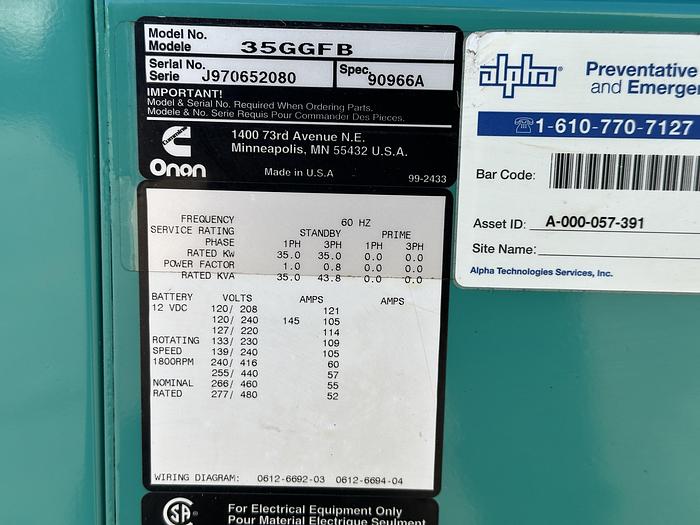 Model No.
Modele 35GGFB
Serial No. Spec.
Serie J970652080 90966A
IMPORTANT!
Model & Serial No. Required When Ordering Parts.
Modele & No. Serie Requis Pour Commander Des Pieces.
Cummins
Onan
1400 73rd Avenue N.E.
Minneapolis, MN 55432 U.S.A.
Made in U.S.A 99-2433
FREQUENCY 60 HZ
SERVICE RATING STANDBY PRIME
PHASE 1PH 3PH 1PH 3PH
RATED KW 35.0 35.0 0.0 0.0
POWER FACTOR 1.0 0.8 0.0 0.0
RATED KVA 35.0 43.8 0.0 0.0
BATTERY VOLTS AMPS AMPS
12 VDC 120/ 208 121
120/ 240 145 105
127/ 220 114
ROTATING 133/ 230 109
SPEED 139/ 240 105
1800RPM 240/ 416 60
255/ 440 57
NOMINAL 266/ 460 55
RATED 277/ 480 52
WIRING DIAGRAM: 0612-6692-03 0612-6694-04
SA
For Electrical Equipment Only
Pour Material Electrique Seulment
alpha®
Preventative
and Emerger
☏1-610-770-7127
Bar Code:
Asset ID: A-000-057-391
Site Name:
Alpha Technologies Services, Inc.